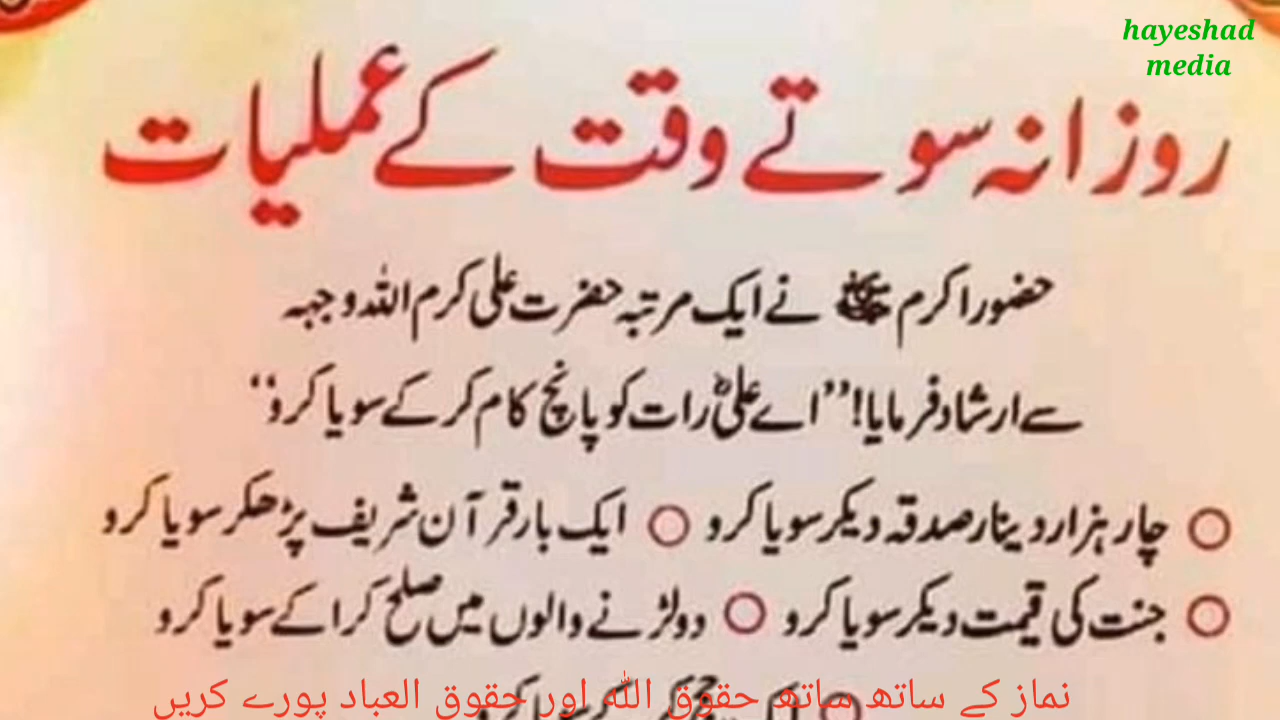 hayeshad
media
روزانہ سوتے وقت کے عملیات
حضور اکرم ﷺ نے ایک مرتبہ حضرت علی کرم اللہ وجہہ
سے ارشاد فرمایا! ”اے علیؓ رات کو پانچ کام کر کے سویا کرو“
○ چار ہزار دینار صدقہ دیکر سویا کرو ○ ایک بار قرآن شریف پڑھکر سویا کرو
○ جنت کی قیمت دیکر سویا کرو ○ دو لڑنے والوں میں صلح کرا کے سویا کرو
نماز کے ساتھ ساتھ حقوق اللہ اور حقوق العباد پورے کریں